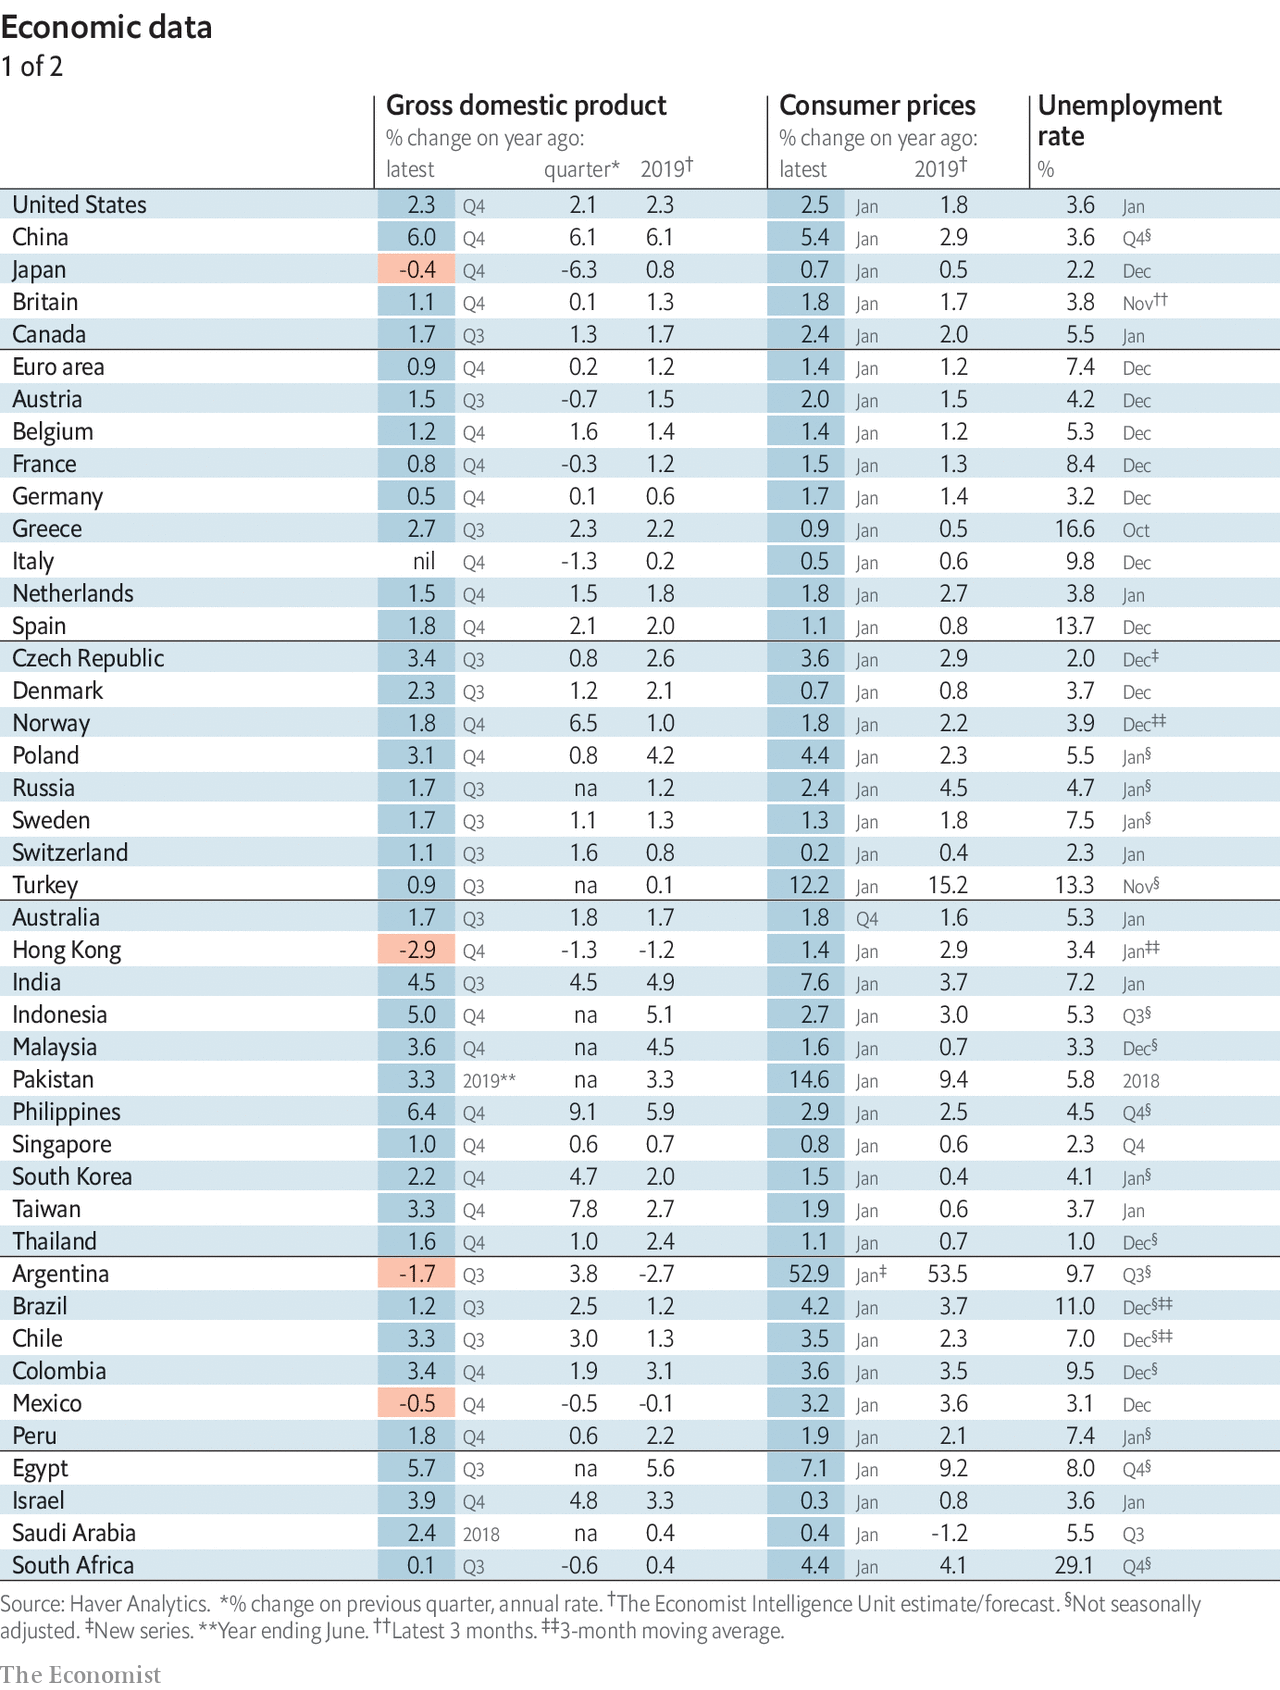 Economic data
1 of 2
Gross domestic product Consumer prices Unemployment
% change on year ago: % change on year ago: rate
latest quarter* 2019† latest 2019† %
United States 2.3 Q4 2.1 2.3 2.5 Jan 1.8 3.6 Jan
China 6.0 Q4 6.1 6.1 5.4 Jan 2.9 3.6 Q4§
Japan -0.4 Q4 -6.3 0.8 0.7 Jan 0.5 2.2 Dec
Britain 1.1 Q4 0.1 1.3 1.8 Jan 1.7 3.8 Nov††
Canada 1.7 Q3 1.3 1.7 2.4 Jan 2.0 5.5 Jan
Euro area 0.9 Q4 0.2 1.2 1.4 Jan 1.2 7.4 Dec
Austria 1.5 Q3 -0.7 1.5 2.0 Jan 1.5 4.2 Dec
Belgium 1.2 Q4 1.6 1.4 1.4 Jan 1.2 5.3 Dec
France 0.8 Q4 -0.3 1.2 1.5 Jan 1.3 8.4 Dec
Germany 0.5 Q4 0.1 0.6 1.7 Jan 1.4 3.2 Dec
Greece 2.7 Q3 2.3 2.2 0.9 Jan 0.5 16.6 Oct
Italy nil Q4 -1.3 0.2 0.5 Jan 0.6 9.8 Dec
Netherlands 1.5 Q4 1.5 1.8 1.8 Jan 2.7 3.8 Jan
Spain 1.8 Q4 2.1 2.0 1.1 Jan 0.8 13.7 Dec
Czech Republic 3.4 Q3 0.8 2.6 3.6 Jan 2.9 2.0 Dec‡
Denmark 2.3 Q3 1.2 2.1 0.7 Jan 0.8 3.7 Dec
Norway 1.8 Q4 6.5 1.0 1.8 Jan 2.2 3.9 Dec‡‡
Poland 3.1 Q4 0.8 4.2 4.4 Jan 2.3 5.5 Jan§
Russia 1.7 Q3 na 1.2 2.4 Jan 4.5 4.7 Jan§
Sweden 1.7 Q3 1.1 1.3 1.3 Jan 1.8 7.5 Jan§
Switzerland 1.1 Q3 1.6 0.8 0.2 Jan 0.4 2.3 Jan
Turkey 0.9 Q3 na 0.1 12.2 Jan 15.2 13.3 Nov§
Australia 1.7 Q3 1.8 1.7 1.8 Q4 1.6 5.3 Jan
Hong Kong -2.9 Q4 -1.3 -1.2 1.4 Jan 2.9 3.4 Jan‡‡
India 4.5 Q3 4.5 4.9 7.6 Jan 3.7 7.2 Jan
Indonesia 5.0 Q4 na 5.1 2.7 Jan 3.0 5.3 Q3§
Malaysia 3.6 Q4 na 4.5 1.6 Jan 0.7 3.3 Dec§
Pakistan 3.3 2019** na 3.3 14.6 Jan 9.4 5.8 2018
Philippines 6.4 Q4 9.1 5.9 2.9 Jan 2.5 4.5 Q4§
Singapore 1.0 Q4 0.6 0.7 0.8 Jan 0.6 2.3 Q4
South Korea 2.2 Q4 4.7 2.0 1.5 Jan 0.4 4.1 Jan§
Taiwan 3.3 Q4 7.8 2.7 1.9 Jan 0.6 3.7 Jan
Thailand 1.6 Q4 1.0 2.4 1.1 Jan 0.7 1.0 Dec§
Argentina -1.7 Q3 3.8 -2.7 52.9 Jan‡ 53.5 9.7 Q3§
Brazil 1.2 Q3 2.5 1.2 4.2 Jan 3.7 11.0 Dec§‡‡
Chile 3.3 Q3 3.0 1.3 3.5 Jan 2.3 7.0 Dec§‡‡
Colombia 3.4 Q4 1.9 3.1 3.6 Jan 3.5 9.5 Dec§
Mexico -0.5 Q4 -0.5 -0.1 3.2 Jan 3.6 3.1 Dec
Peru 1.8 Q4 0.6 2.2 1.9 Jan 2.1 7.4 Jan§
Egypt 5.7 Q3 na 5.6 7.1 Jan 9.2 8.0 Q4§
Israel 3.9 Q4 4.8 3.3 0.3 Jan 0.8 3.6 Jan
Saudi Arabia 2.4 2018 na 0.4 0.4 Jan -1.2 5.5 Q3
South Africa 0.1 Q3 -0.6 0.4 4.4 Jan 4.1 29.1 Q4§
Source: Haver Analytics. *% change on previous quarter, annual rate. †The Economist Intelligence Unit estimate/forecast. §Not seasonally
adjusted. ‡New series. **Year ending June. ††Latest 3 months. ‡‡3-month moving average.
The Economist